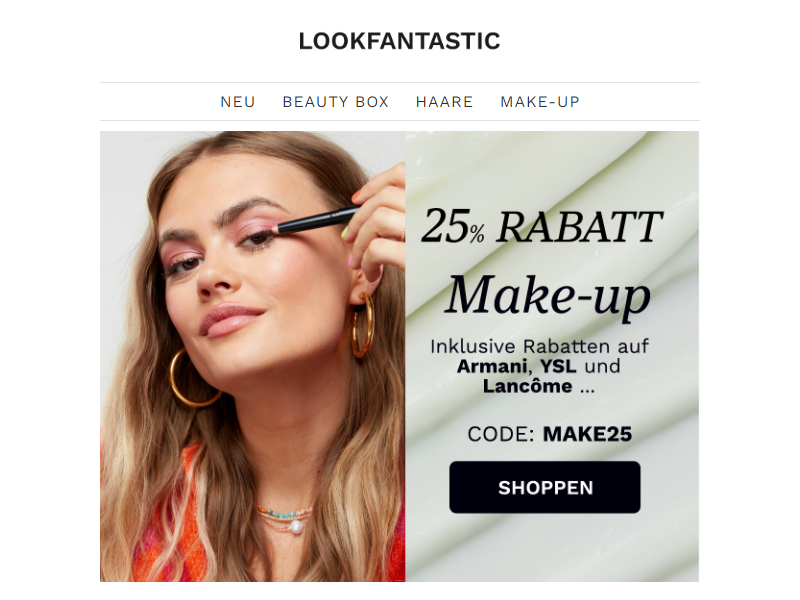 LOOKFANTASTIC
NEU BEAUTY BOX HAARE MAKE-UP
25% RABATT
Make-up
Inklusive Rabatten auf
Armani, YSL und
Lancôme ...
CODE: MAKE25
SHOPPEN